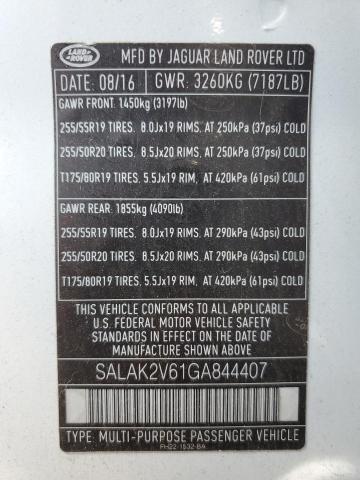 LAND ROVER
MFD BY JAGUAR LAND ROVER LTD
DATE: 08/16 GWR. 3260KG (7187LB)
GAWR FRONT: 1450kg (3197lb)
255/55R19 TIRES. 8.0Jx19 RIMS, AT 250kPa (37psi) COLD
255/50R20 TIRES. 8.5Jx20 RIMS, AT 250kPa (37psi) COLD
T175/80R19 TIRES. 5.5Jx19 RIM, AT 420kPa (61psi) COLD
GAWR REAR: 1855kg (4090lb)
255/55R19 TIRES. 8.0Jx19 RIMS, AT 290kPa (43psi) COLD
255/50R20 TIRES. 8.5Jx20 RIMS, AT 290kPa (43psi) COLD
T175/80R19 TIRES. 5.5Jx19 RIM, AT 420kPa (61psi) COLD
THIS VEHICLE CONFORMS TO ALL APPLICABLE
U.S. FEDERAL MOTOR VEHICLE SAFETY
STANDARDS IN EFFECT ON THE DATE
OF MANUFACTURE SHOWN ABOVE
SALAK2V61GA844407
TYPE: MULTI-PURPOSE PASSENGER VEHICLE
FH22-1532-BA